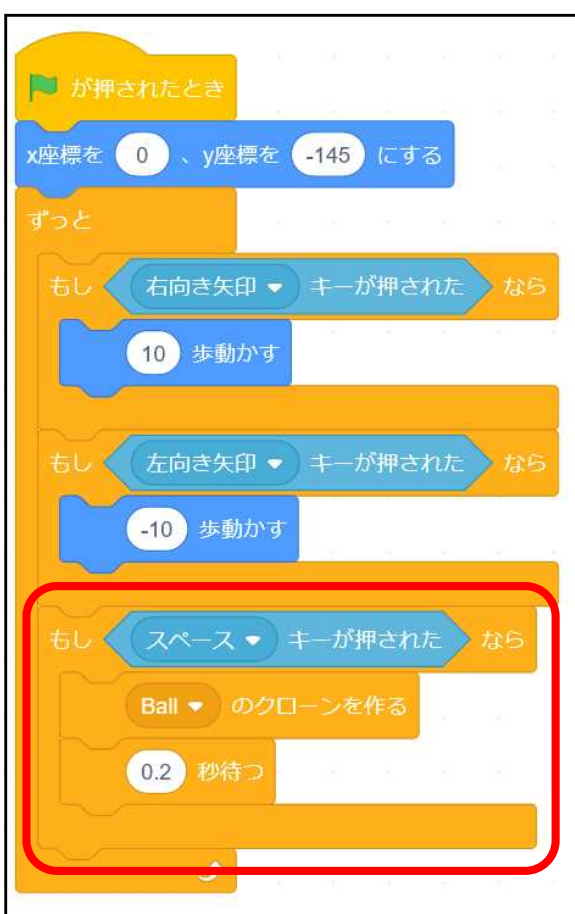 が押されたとき
x座標を 0 、y座標を -145 にする
ずっと
もし 右向き矢印 キーが押された なら
10 歩動かす
もし 左向き矢印 キーが押された なら
-10 歩動かす
もし スペース キーが押された なら
Ball のクローンを作る
0.2 秒待つ